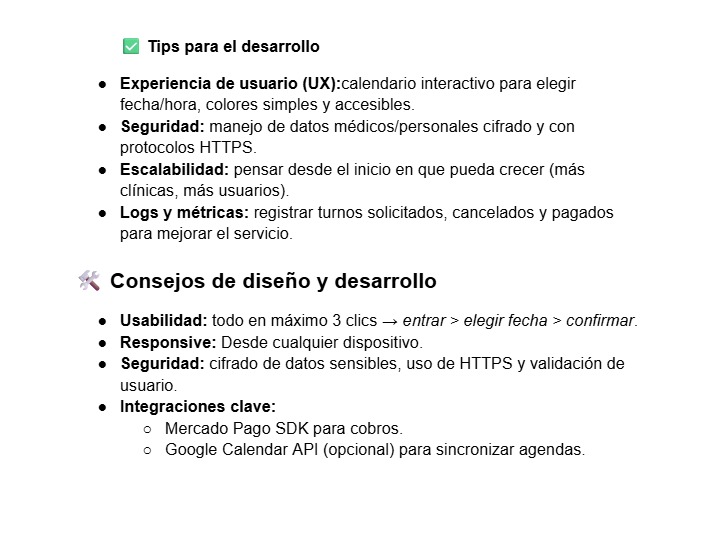 ✅ Tips para el desarrollo
● Experiencia de usuario (UX):calendario interactivo para elegir
fecha/hora, colores simples y accesibles.
● Seguridad: manejo de datos médicos/personales cifrado y con
protocolos HTTPS.
● Escalabilidad: pensar desde el inicio en que pueda crecer (más
clínicas, más usuarios).
● Logs y métricas: registrar turnos solicitados, cancelados y pagados
para mejorar el servicio.
🛠 Consejos de diseño y desarrollo
● Usabilidad: todo en máximo 3 clics → entrar > elegir fecha > confirmar.
● Responsive: Desde cualquier dispositivo.
● Seguridad: cifrado de datos sensibles, uso de HTTPS y validación de
usuario.
● Integraciones clave:
○ Mercado Pago SDK para cobros.
○ Google Calendar API (opcional) para sincronizar agendas.